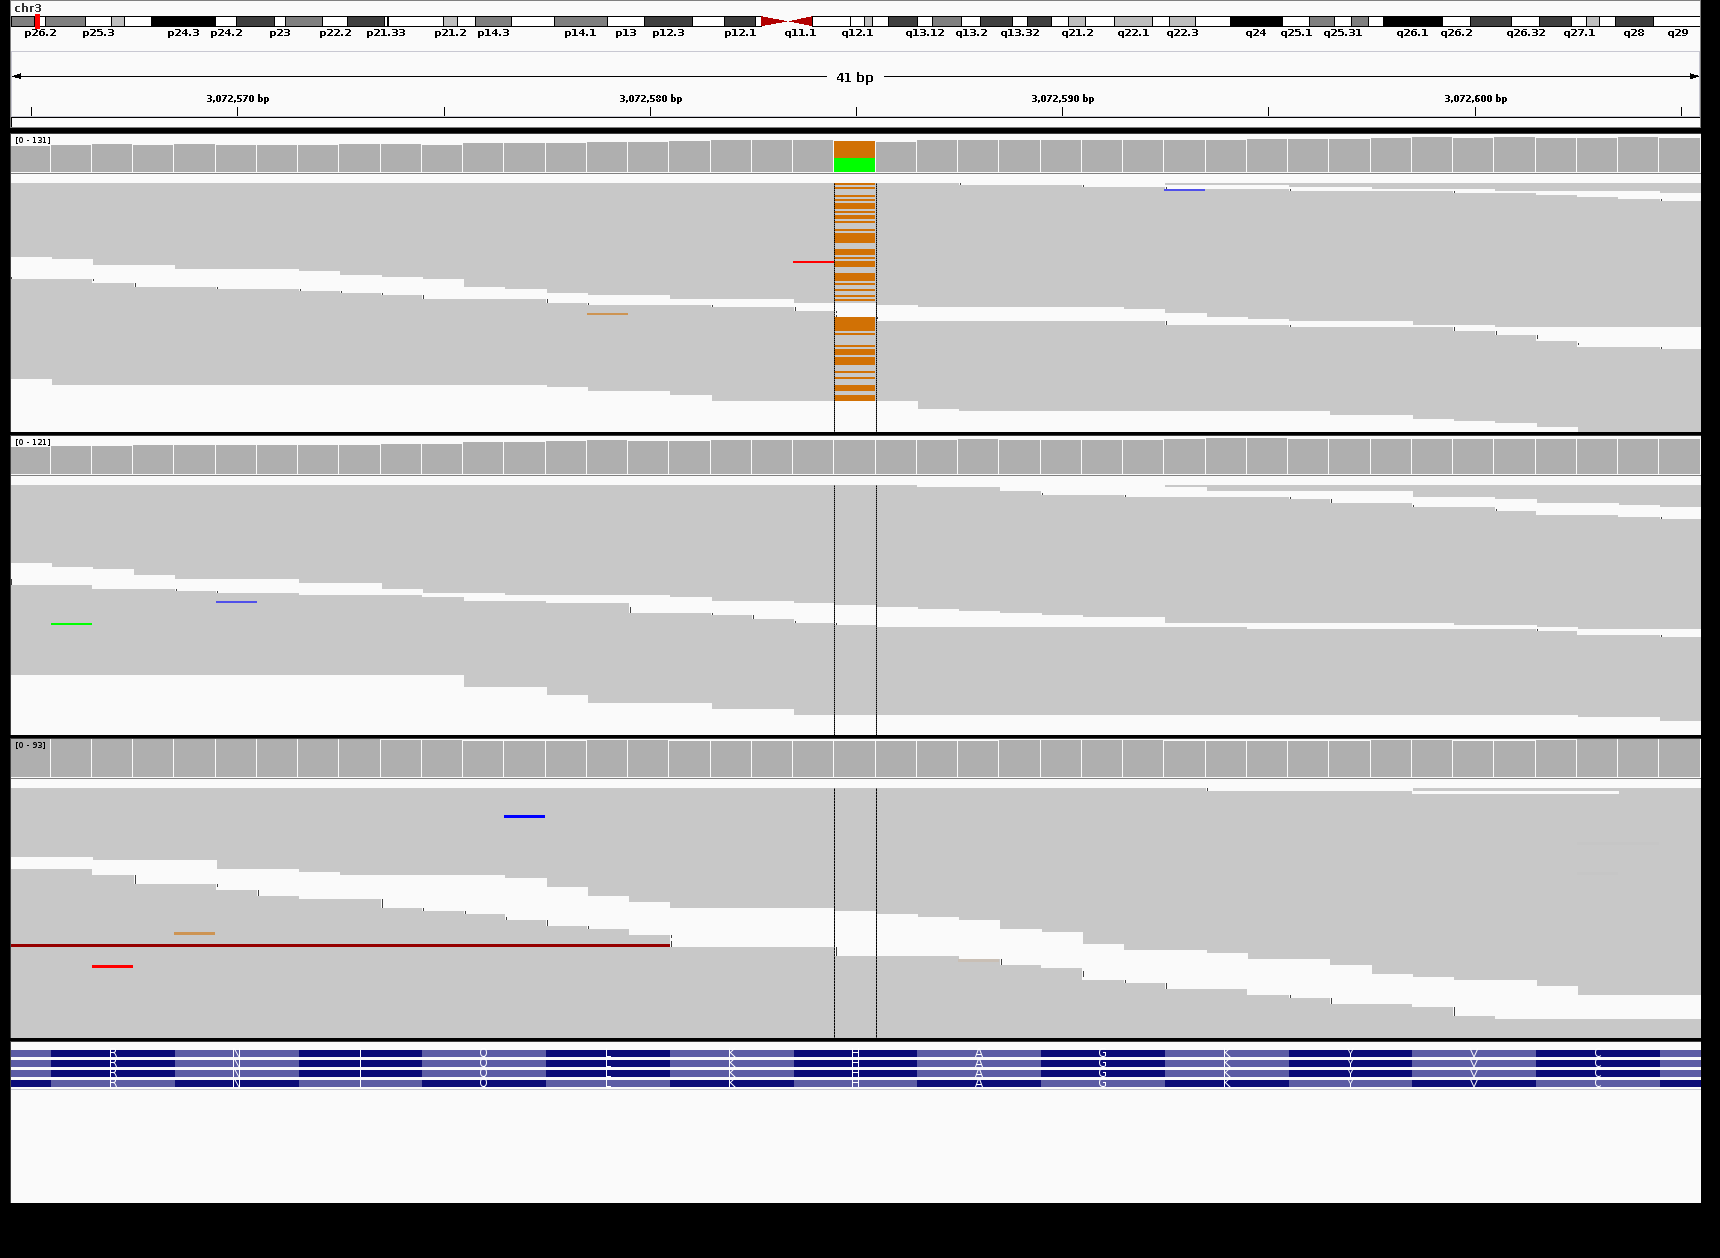 chr3
p26.2 p25.3 p24.3 p24.2 p23 p22.2 p21.33 p21.2 p14.3 p14.1 p13 p12.3 p12.1 q11.1 q12.1 q13.12 q13.2 q13.32 q21.2 q22.1 q22.3 q24 q25.1 q25.31 q26.1 q26.2 q26.32 q27.1 q28 q29
41 bp
3,072,570 bp 3,072,580 bp 3,072,590 bp 3,072,600 bp
[0 - 131]
[0 - 121]
[0 - 93]
R N I Q L K H A G K Y V C
R N I Q L K H A G K Y V C
R N I Q L K H A G K Y V C
R N I Q L K H A G K Y V C